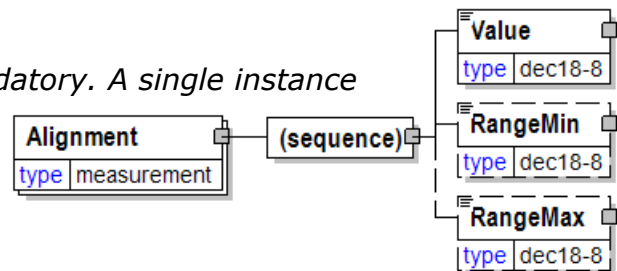 Value
type dec18-8
datory. A single instance
Alignment
type measurement
(sequence)
RangeMin
type dec18-8
RangeMax
type dec18-8